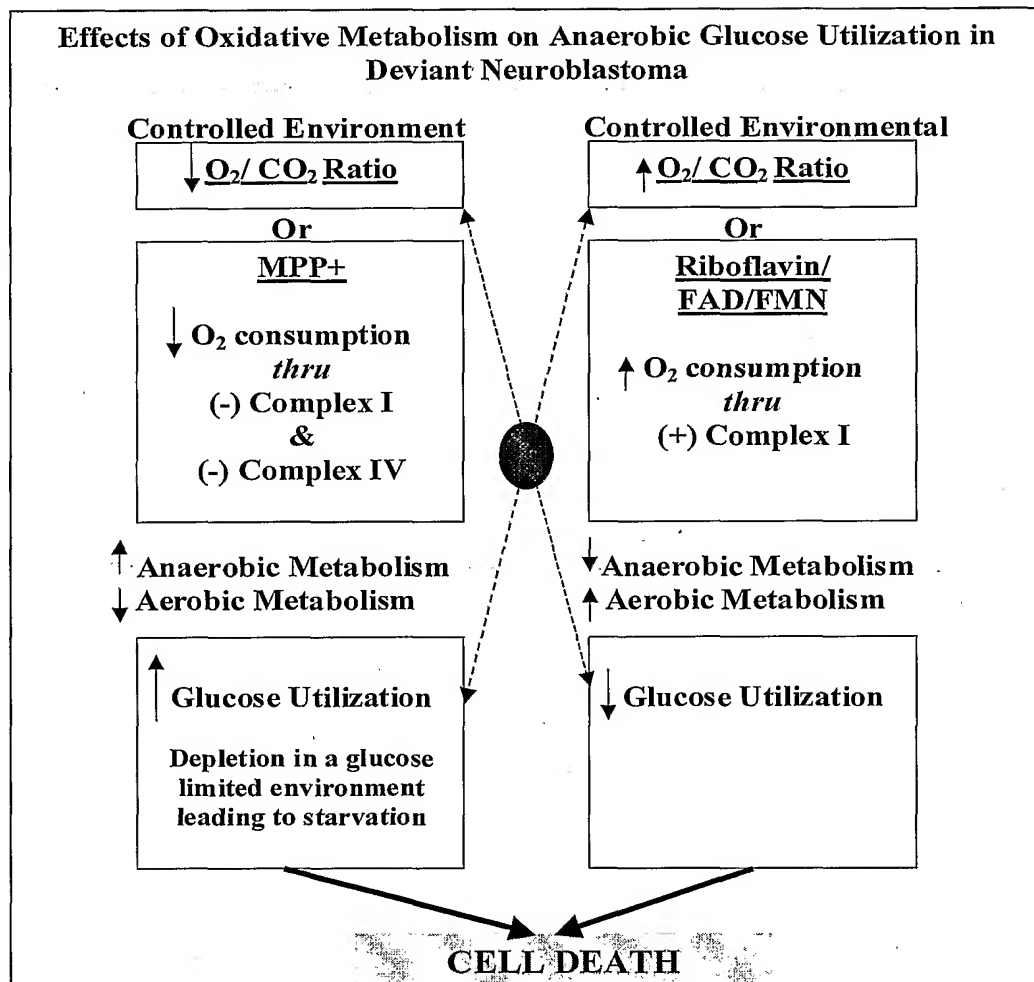 Effects of Oxidative Metabolism on Anaerobic Glucose Utilization in
Deviant Neuroblastoma
Controlled Environment
↓ O₂/ CO₂ Ratio
Or
MPP+
↓ O₂ consumption
thru
(-) Complex I
&
(-) Complex IV
↑ Anaerobic Metabolism
↓ Aerobic Metabolism
↑ Glucose Utilization
Depletion in a glucose
limited environment
leading to starvation
Controlled Environmental
↑ O₂/ CO₂ Ratio
Or
Riboflavin/
FAD/FMN
↑ O₂ consumption
thru
(+) Complex I
↓ Anaerobic Metabolism
↑ Aerobic Metabolism
↓ Glucose Utilization
CELL DEATH